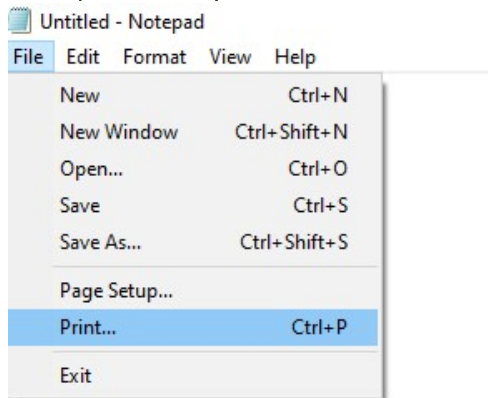 Untitled - Notepad
File Edit Format View Help
New Ctrl+N
New Window Ctrl+Shift+N
Open... Ctrl+O
Save Ctrl+S
Save As... Ctrl+Shift+S
Page Setup...
Print... Ctrl+P
Exit